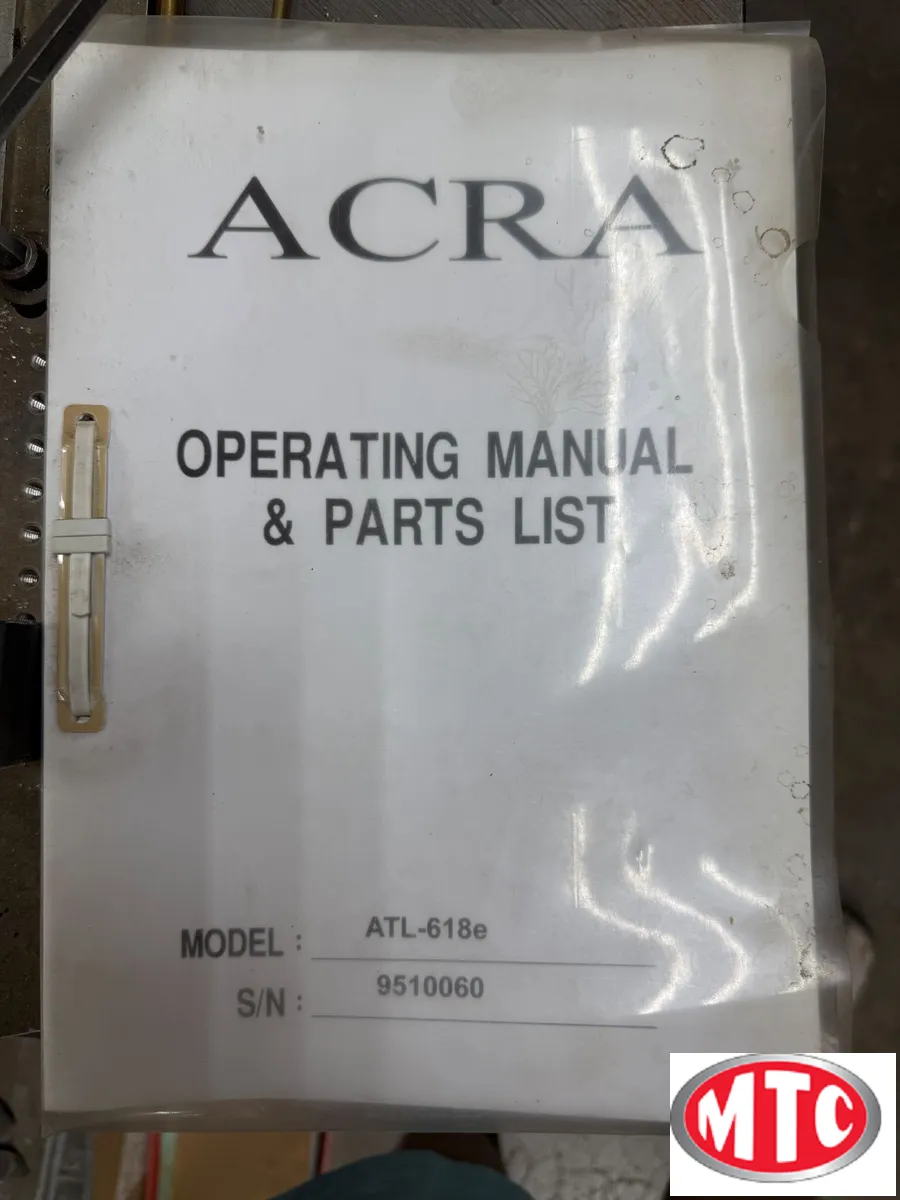 ACRA
OPERATING MANUAL
& PARTS LIST
MODEL : ATL-618e
S/N : 9510060
MTC